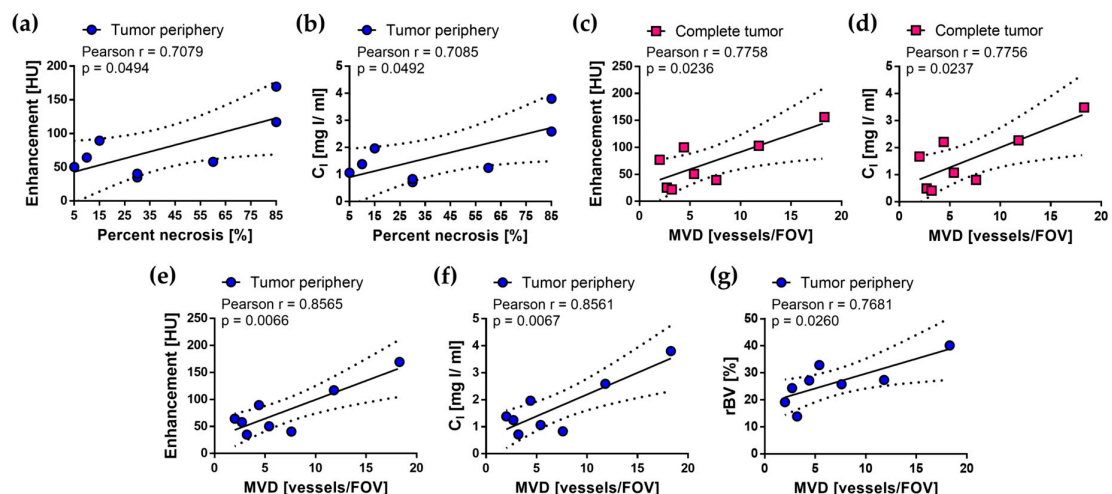 (a)
Tumor periphery
Pearson r = 0.7079
p = 0.0494
Enhancement [HU]
200
150
100
50
0
5 15 25 35 45 55 65 75 85
Percent necrosis [%]
(b)
Tumor periphery
Pearson r = 0.7085
p = 0.0492
C_I [mg I/ ml]
5
4
3
2
1
0
5 15 25 35 45 55 65 75 85
Percent necrosis [%]
(c)
Complete tumor
Pearson r = 0.7758
p = 0.0236
Enhancement [HU]
250
200
150
100
50
0
0 5 10 15 20
MVD [vessels/FOV]
(d)
Complete tumor
Pearson r = 0.7756
p = 0.0237
C_I [mg I/ ml]
5
4
3
2
1
0
0 5 10 15 20
MVD [vessels/FOV]
(e)
Tumor periphery
Pearson r = 0.8565
p = 0.0066
Enhancement [HU]
250
200
150
100
50
0
0 5 10 15 20
MVD [vessels/FOV]
(f)
Tumor periphery
Pearson r = 0.8561
p = 0.0067
C_I [mg I/ ml]
5
4
3
2
1
0
0 5 10 15 20
MVD [vessels/FOV]
(g)
Tumor periphery
Pearson r = 0.7681
p = 0.0260
rBV [%]
50
40
30
20
10
0
0 5 10 15 20
MVD [vessels/FOV]